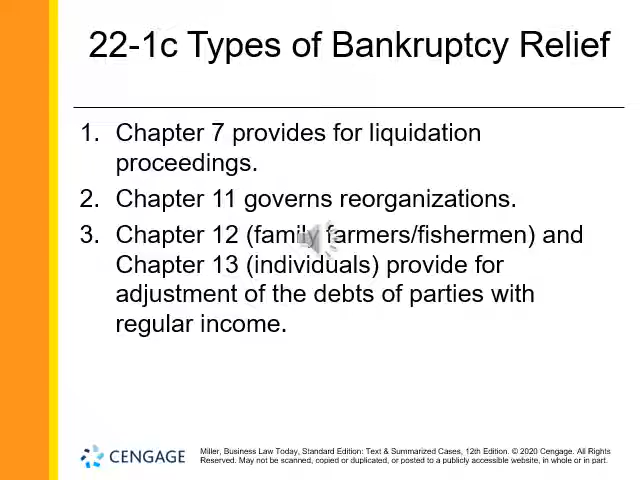 22-1c Types of Bankruptcy Relief
1. Chapter 7 provides for liquidation
proceedings.
2. Chapter 11 governs reorganizations.
3. Chapter 12 (family farmers/fishermen) and
Chapter 13 (individuals) provide for
adjustment of the debts of parties with
regular income.
CENGAGE
Miller, Business Law Today, Standard Edition: Text & Summarized Cases, 12th Edition. © 2020 Cengage. All Rights
Reserved. May not be scanned, copied or duplicated, or posted to a publicly accessible website, in whole or in part.